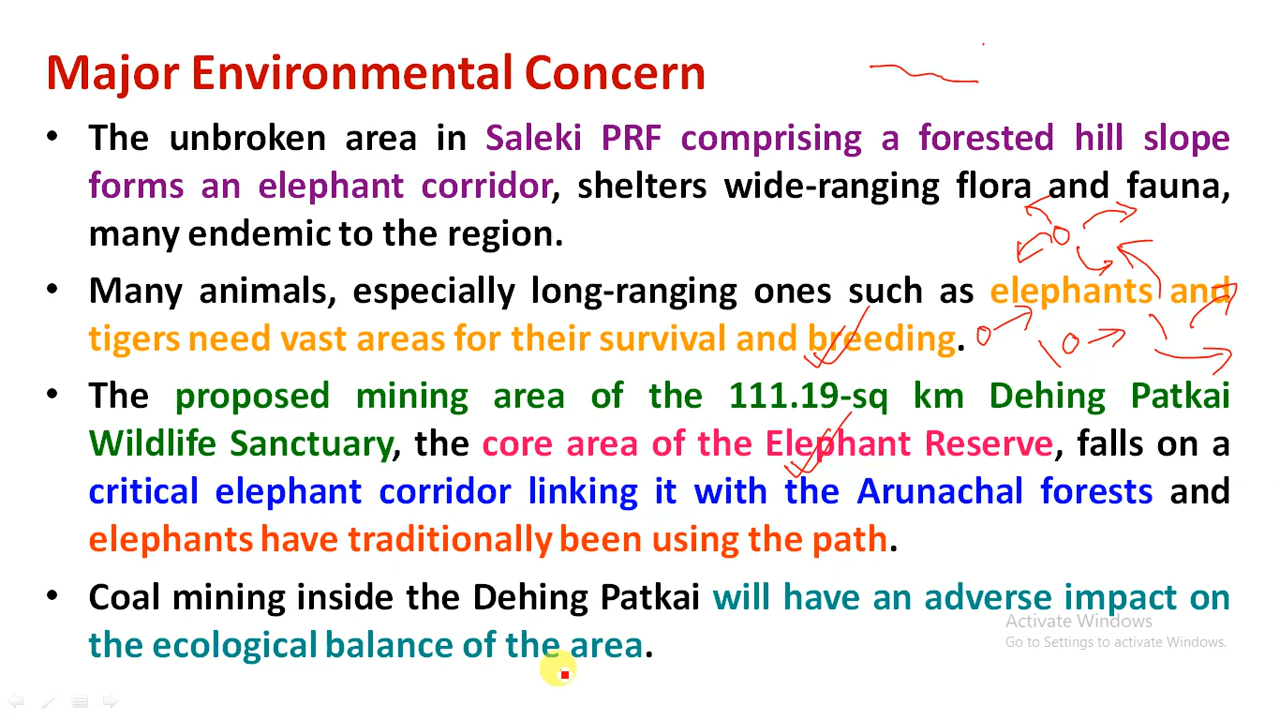 Major Environmental Concern
• The unbroken area in Saleki PRF comprising a forested hill slope
forms an elephant corridor, shelters wide-ranging flora and fauna,
many endemic to the region.
• Many animals, especially long-ranging ones such as elephants and
tigers need vast areas for their survival and breeding.
• The proposed mining area of the 111.19-sq km Dehing Patkai
Wildlife Sanctuary, the core area of the Elephant Reserve, falls on a
critical elephant corridor linking it with the Arunachal forests and
elephants have traditionally been using the path.
• Coal mining inside the Dehing Patkai will have an adverse impact on
the ecological balance of the area.
Activate Windows
Go to Settings to activate Windows.